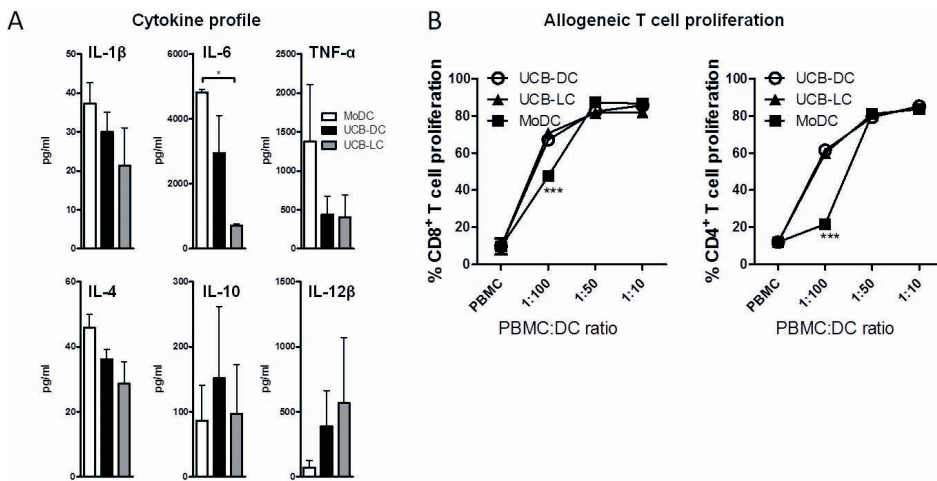 A
Cytokine profile
IL-1β
50
40
30
20
10
0
pg/ml
IL-6
6000
4000
2000
0
pg/ml
*
TNF-α
2500
2000
1500
1000
500
0
pg/ml
MoDC
UCB-DC
UCB-LC
IL-4
60
40
20
0
pg/ml
IL-10
300
200
100
0
pg/ml
IL-12β
1500
1000
500
0
pg/ml
B
Allogeneic T cell proliferation
% CD8⁺ T cell proliferation
100
80
60
40
20
0
UCB-DC
UCB-LC
MoDC
***
PBMC
1:100
1:50
1:10
PBMC:DC ratio
% CD4⁺ T cell proliferation
100
80
60
40
20
0
UCB-DC
UCB-LC
MoDC
***
PBMC
1:100
1:50
1:10
PBMC:DC ratio